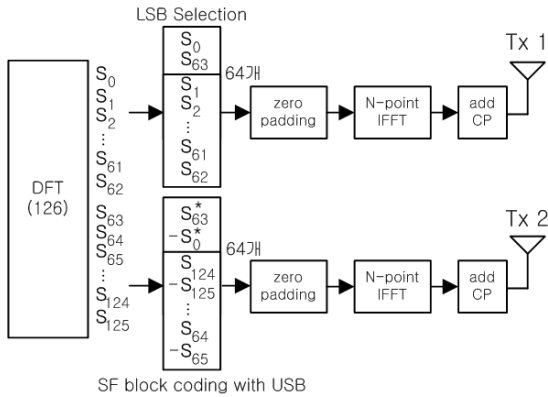 LSB Selection
Tx 1
DFT
(126)
S0
S1
S2
⋮
S61
S62
S63
S64
S65
⋮
S124
S125
S0
S63
64개
S1
S2
⋮
S61
S62
zero
padding
N-point
IFFT
add
CP
Tx 2
S63*
-S0*
64개
S124
-S125
⋮
S64
-S65
zero
padding
N-point
IFFT
add
CP
SF block coding with USB